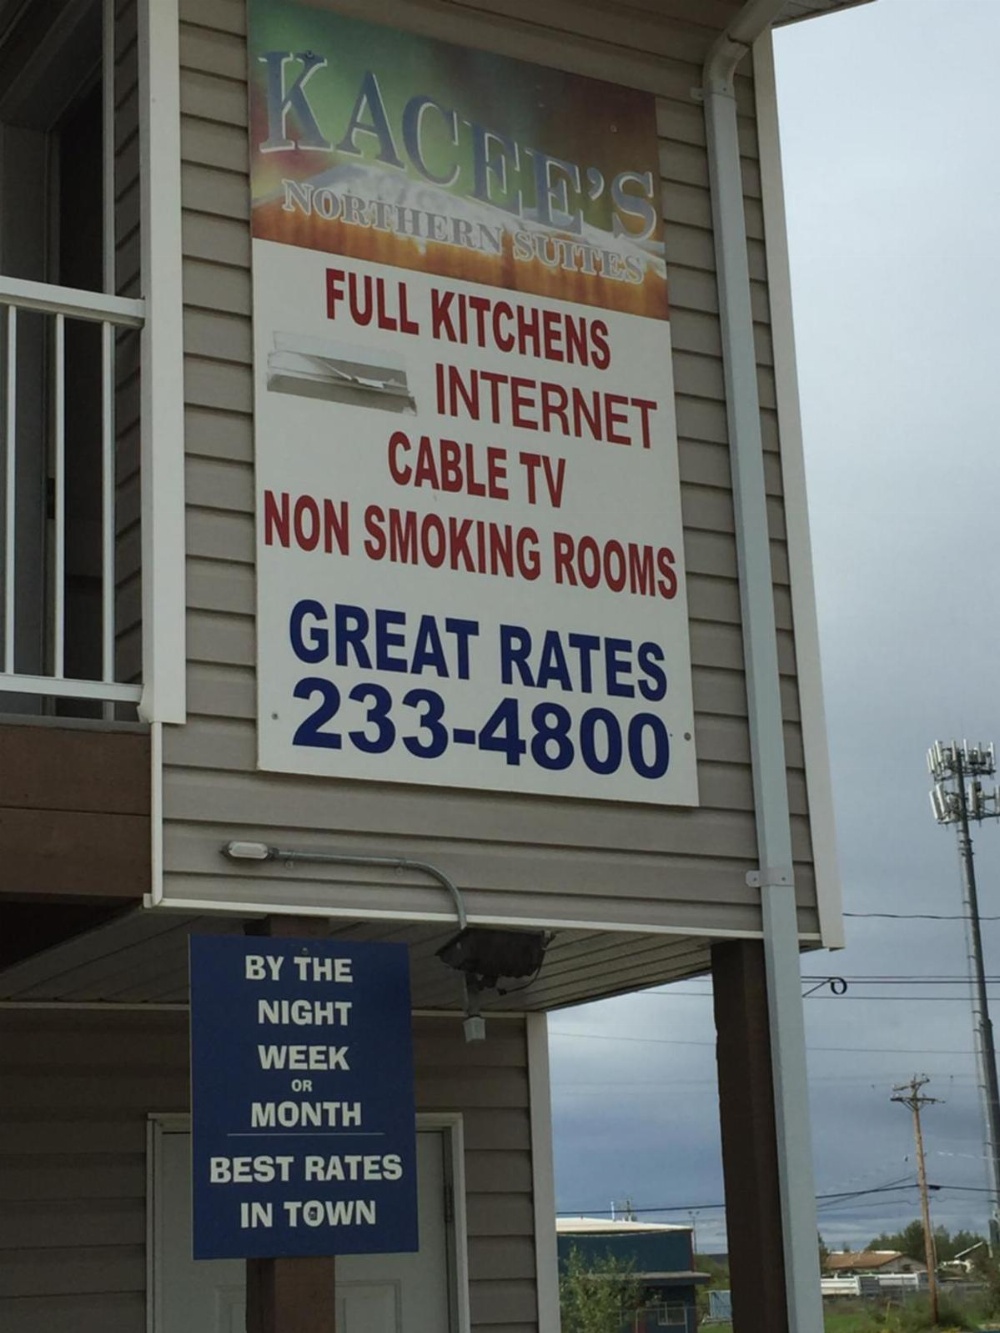 KACEE'S
NORTHERN SUITES
FULL KITCHENS
INTERNET
CABLE TV
NON SMOKING ROOMS
GREAT RATES
233-4800
BY THE
NIGHT
WEEK
OR
MONTH
BEST RATES
IN TOWN